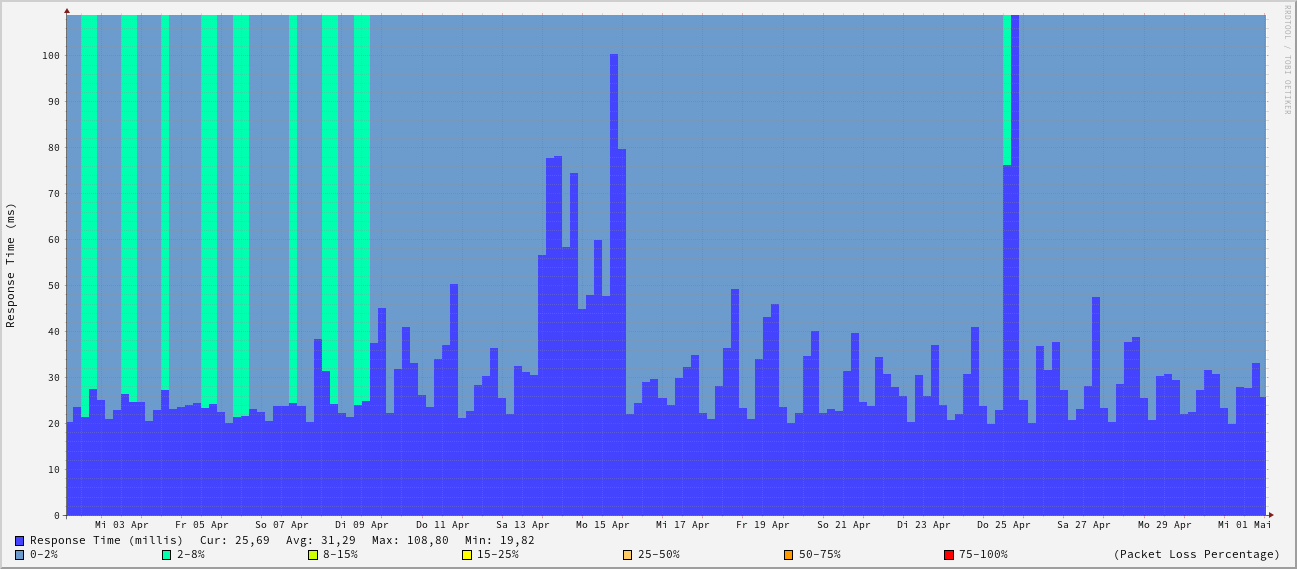 RRDTOOL / TOBI OETIKER
Response Time (ms)
100
90
80
70
60
50
40
30
20
10
0
Mi 03 Apr Fr 05 Apr So 07 Apr Di 09 Apr Do 11 Apr Sa 13 Apr Mo 15 Apr Mi 17 Apr Fr 19 Apr So 21 Apr Di 23 Apr Do 25 Apr Sa 27 Apr Mo 29 Apr Mi 01 Mai
Response Time (millis) Cur: 25,69 Avg: 31,29 Max: 108,80 Min: 19,82
0-2% 2-8% 8-15% 15-25% 25-50% 50-75% 75-100% (Packet Loss Percentage)